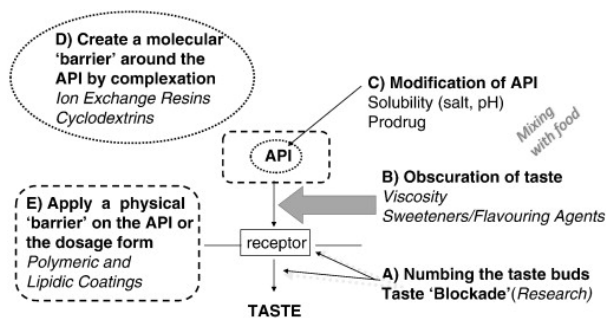 D) Create a molecular
'barrier' around the
API by complexation
Ion Exchange Resins
Cyclodextrins
C) Modification of API
Solubility (salt, pH)
Prodrug
Mixing
with food
API
B) Obscuration of taste
Viscosity
Sweeteners/Flavouring Agents
E) Apply a physical
'barrier' on the API or
the dosage form
Polymeric and
Lipidic Coatings
receptor
A) Numbing the taste buds
Taste 'Blockade'(Research)
TASTE